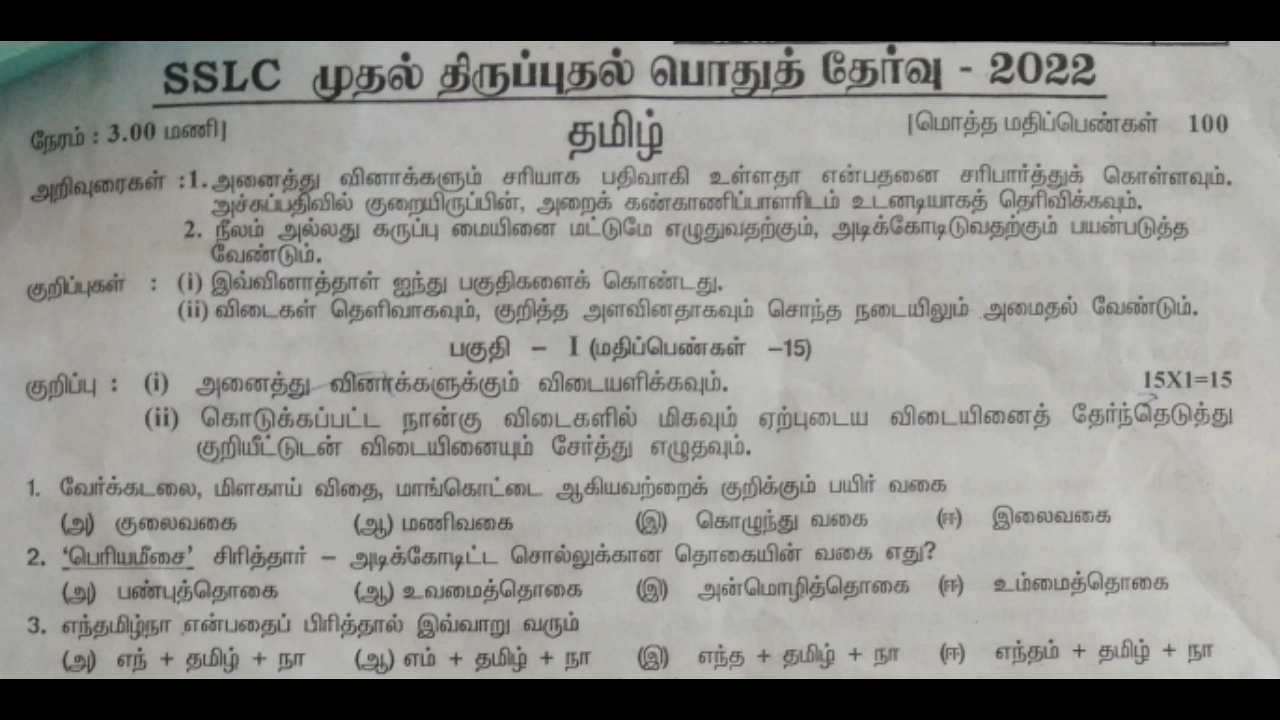 SSLC முதல் திருப்புதல் பொதுத் தேர்வு - 2022
நேரம் : 3.00 மணி] தமிழ் [மொத்த மதிப்பெண்கள் 100
அறிவுரைகள் :1. அனைத்து வினாக்களும் சரியாக பதிவாகி உள்ளதா என்பதனை சரிபார்த்துக் கொள்ளவும்.
அச்சுப்பதிவில் குறையிருப்பின், அறைக் கண்காணிப்பாளரிடம் உடனடியாகத் தெரிவிக்கவும்.
2. நீலம் அல்லது கருப்பு மையினை மட்டுமே எழுதுவதற்கும், அடிக்கோடிடுவதற்கும் பயன்படுத்த
வேண்டும்.
குறிப்புகள் : (i) இவ்வினாத்தாள் ஐந்து பகுதிகளைக் கொண்டது.
(ii) விடைகள் தெளிவாகவும், குறித்த அளவினதாகவும் சொந்த நடையிலும் அமைதல் வேண்டும்.
பகுதி – I (மதிப்பெண்கள் –15)
குறிப்பு : (i) அனைத்து வினாக்களுக்கும் விடையளிக்கவும். 15X1=15
(ii) கொடுக்கப்பட்ட நான்கு விடைகளில் மிகவும் ஏற்புடைய விடையினைத் தேர்ந்தெடுத்து
குறியீட்டுடன் விடையினையும் சேர்த்து எழுதவும்.
1. வேர்க்கடலை, மிளகாய் விதை, மாங்கொட்டை ஆகியவற்றைக் குறிக்கும் பயிர் வகை
(அ) குலைவகை (ஆ) மணிவகை (இ) கொழுந்து வகை (ஈ) இலைவகை
2. ‘பெரியமீசை’ சிரித்தார் – அடிக்கோடிட்ட சொல்லுக்கான தொகையின் வகை எது?
(அ) பண்புத்தொகை (ஆ) உவமைத்தொகை (இ) அன்மொழித்தொகை (ஈ) உம்மைத்தொகை
3. எந்தமிழ்நா என்பதைப் பிரித்தால் இவ்வாறு வரும்
(அ) எந் + தமிழ் + நா (ஆ) எம் + தமிழ் + நா (இ) எந்த + தமிழ் + நா (ஈ) எந்தம் + தமிழ் + நா